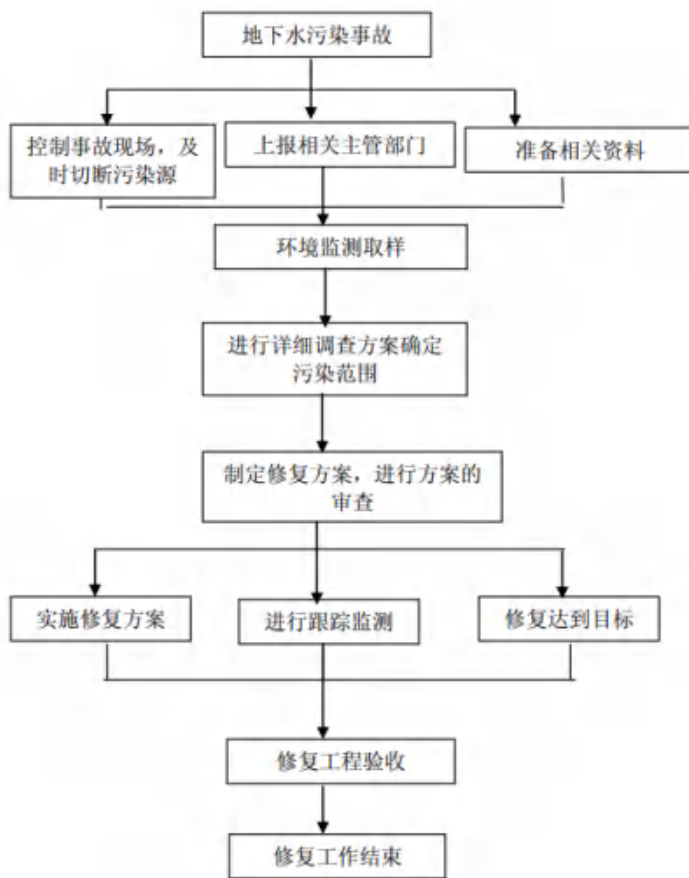 地下水污染事故
控制事故现场，及
时切断污染源
上报相关主管部门
准备相关资料
环境监测取样
进行详细调查方案确定
污染范围
制定修复方案，进行方案的
审查
实施修复方案
进行跟踪监测
修复达到目标
修复工程验收
修复工作结束